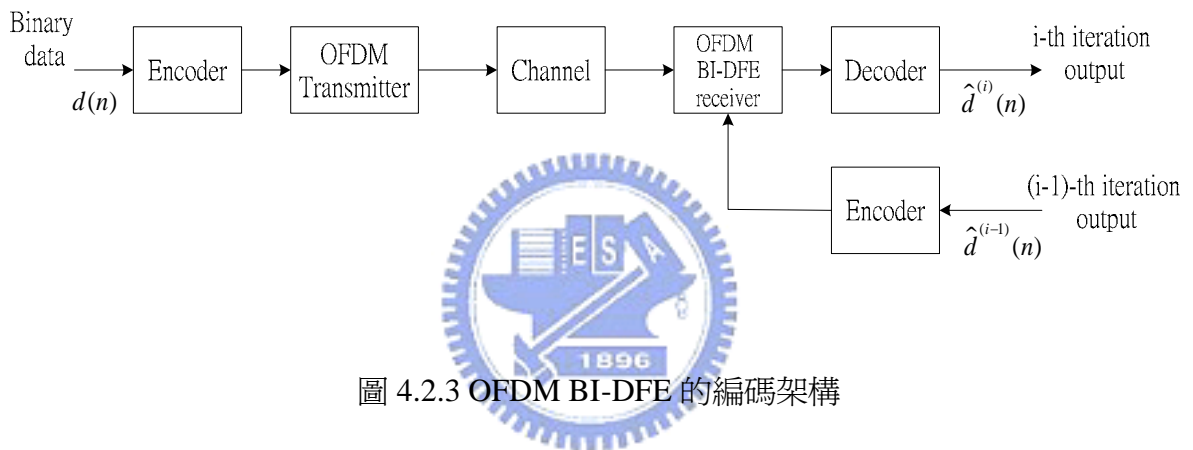 Binary
data
d(n)
Encoder
OFDM
Transmitter
Channel
OFDM
BI-DFE
receiver
Decoder
i-th iteration
output
d̂^(i)(n)
Encoder
(i-1)-th iteration
output
d̂^(i−1)(n)
E S A
1896
圖 4.2.3 OFDM BI-DFE 的編碼架構